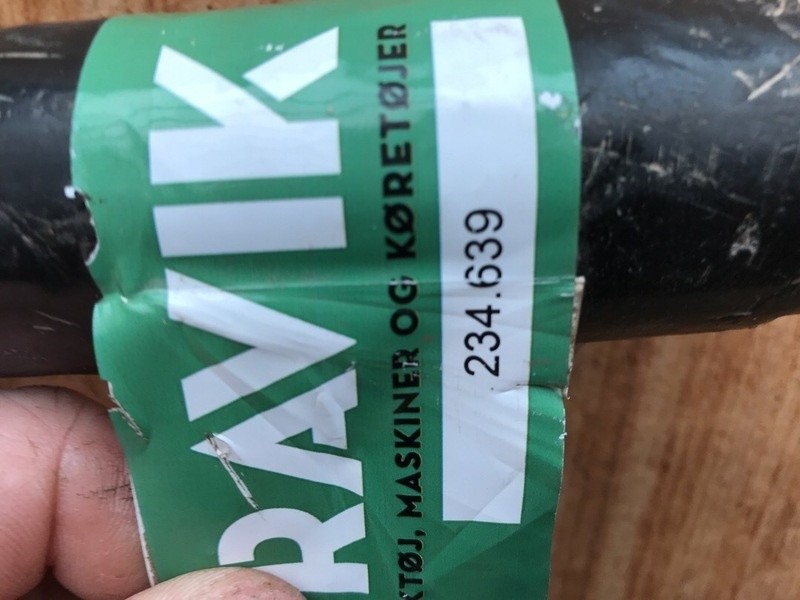 RAVIK
KTØJ, MASKINER OG KØRETØJER
234.639